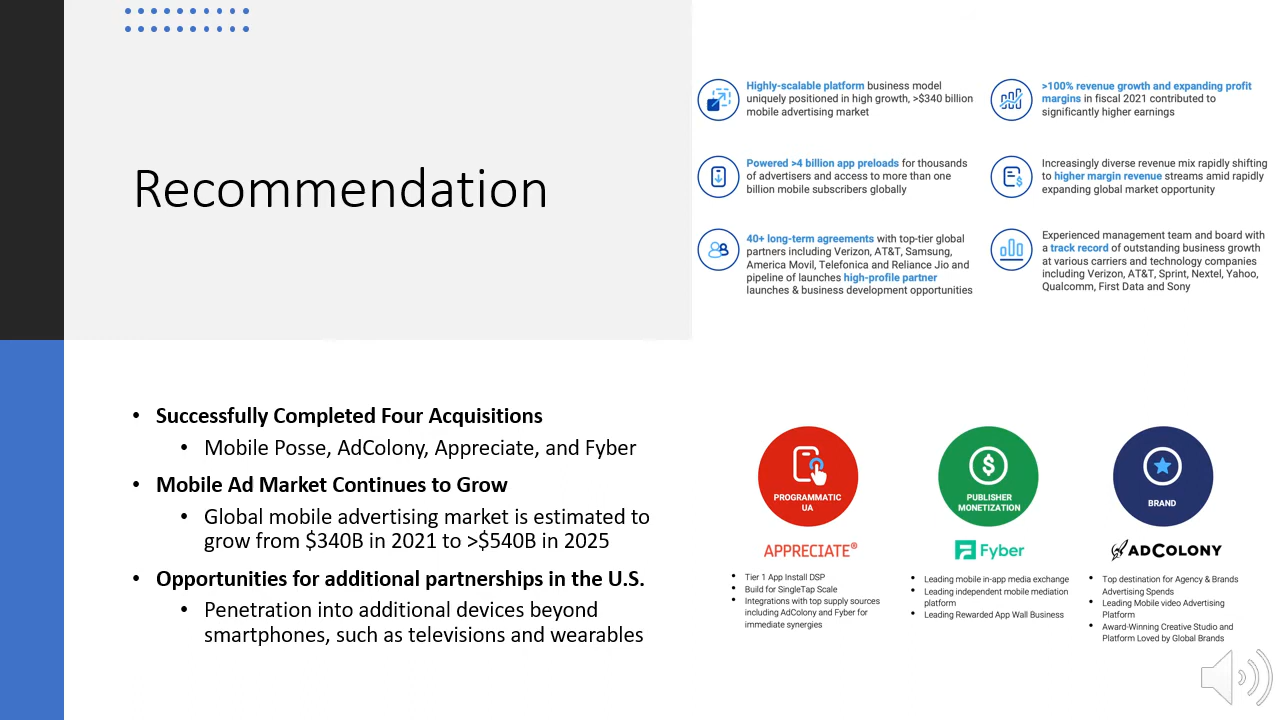 Recommendation
Highly-scalable platform business model
uniquely positioned in high growth, >$340 billion
mobile advertising market
>100% revenue growth and expanding profit
margins in fiscal 2021 contributed to
significantly higher earnings
Powered >4 billion app preloads for thousands
of advertisers and access to more than one
billion mobile subscribers globally
Increasingly diverse revenue mix rapidly shifting
to higher margin revenue streams amid rapidly
expanding global market opportunity
40+ long-term agreements with top-tier global
partners including Verizon, AT&T, Samsung,
America Movil, Telefonica and Reliance Jio and
pipeline of launches high-profile partner
launches & business development opportunities
Experienced management team and board with
a track record of outstanding business growth
at various carriers and technology companies
including Verizon, AT&T, Sprint, Nextel, Yahoo,
Qualcomm, First Data and Sony
• Successfully Completed Four Acquisitions
• Mobile Posse, AdColony, Appreciate, and Fyber
• Mobile Ad Market Continues to Grow
• Global mobile advertising market is estimated to
grow from $340B in 2021 to >$540B in 2025
• Opportunities for additional partnerships in the U.S.
• Penetration into additional devices beyond
smartphones, such as televisions and wearables
PROGRAMMATIC
UA
APPRECIATE®
• Tier 1 App Install DSP
• Build for SingleTap Scale
• Integrations with top supply sources
including AdColony and Fyber for
immediate synergies
$
PUBLISHER
MONETIZATION
Fyber
• Leading mobile in-app media exchange
• Leading independent mobile mediation
platform
• Leading Rewarded App Wall Business
BRAND
ADCOLONY
• Top destination for Agency & Brands
Advertising Spends
• Leading Mobile video Advertising
Platform
• Award-Winning Creative Studio and
Platform Loved by Global Brands